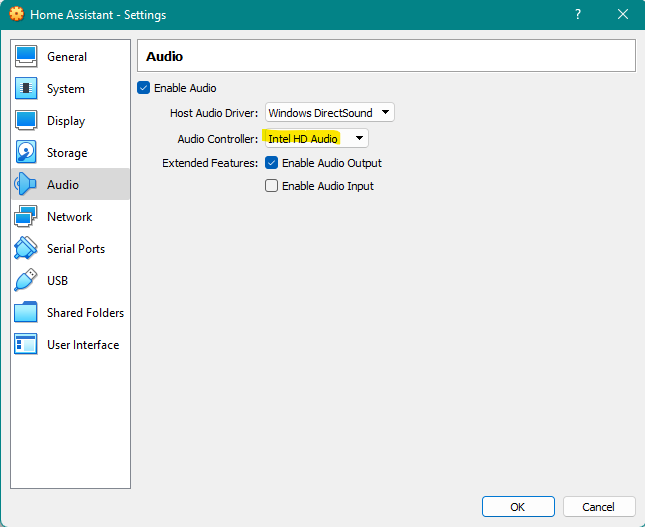 Home Assistant - Settings
?
General
System
Display
Storage
Audio
Network
Serial Ports
USB
Shared Folders
User Interface
Audio
Enable Audio
Host Audio Driver: Windows DirectSound
Audio Controller: Intel HD Audio
Extended Features: Enable Audio Output
Enable Audio Input
OK Cancel